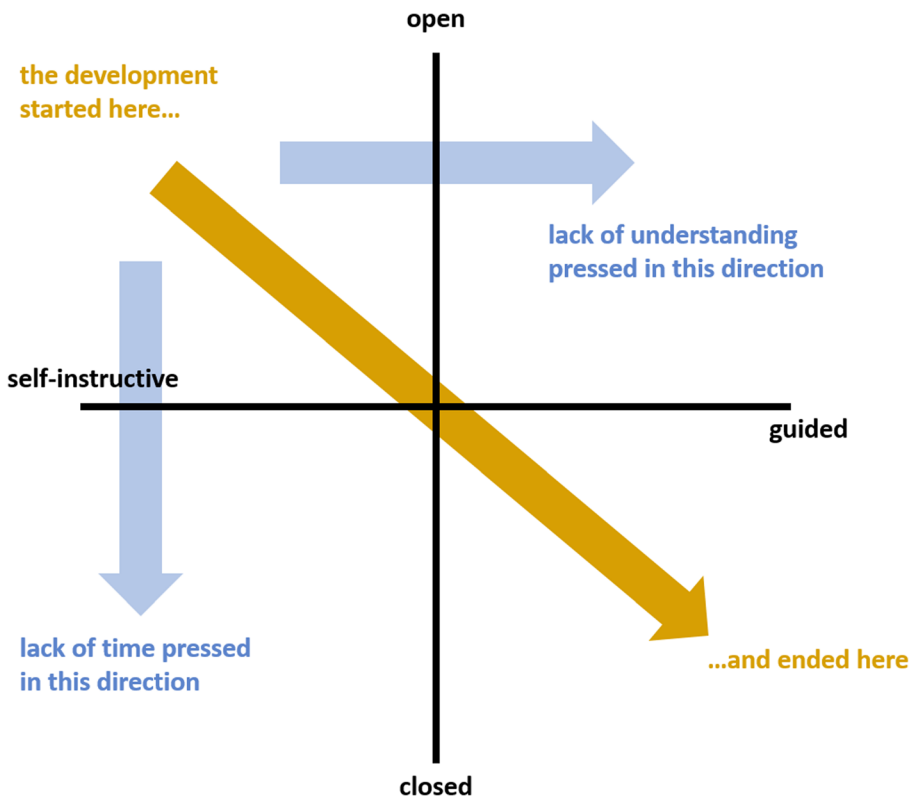 open
the development
started here...
lack of understanding
pressed in this direction
self-instructive
guided
lack of time pressed
in this direction
...and ended here
closed